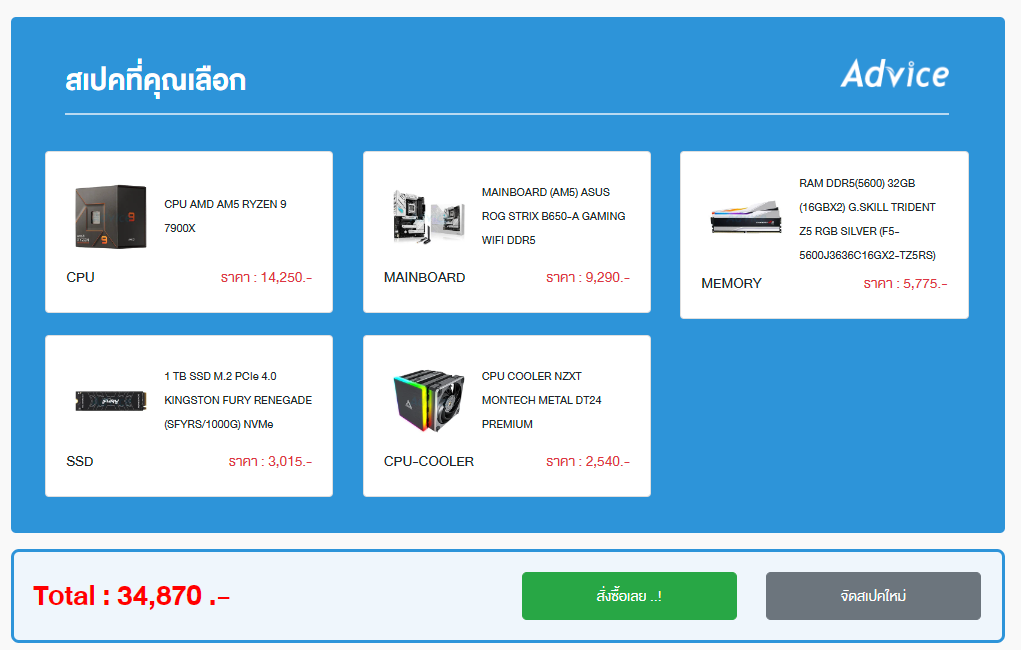 สเปคที่คุณเลือก
Advice
CPU AMD AM5 RYZEN 9
7900X
CPU
ราคา : 14,250.-
MAINBOARD (AM5) ASUS
ROG STRIX B650-A GAMING
WIFI DDR5
MAINBOARD
ราคา : 9,290.-
RAM DDR5(5600) 32GB
(16GBX2) G.SKILL TRIDENT
Z5 RGB SILVER (F5-
5600J3636C16GX2-TZ5RS)
MEMORY
ราคา : 5,775.-
1 TB SSD M.2 PCIe 4.0
KINGSTON FURY RENEGADE
(SFYRS/1000G) NVMe
SSD
ราคา : 3,015.-
CPU COOLER NZXT
MONTECH METAL DT24
PREMIUM
CPU-COOLER
ราคา : 2,540.-
Total : 34,870 .-
สั่งซื้อเลย ..!
จัดสเปคใหม่